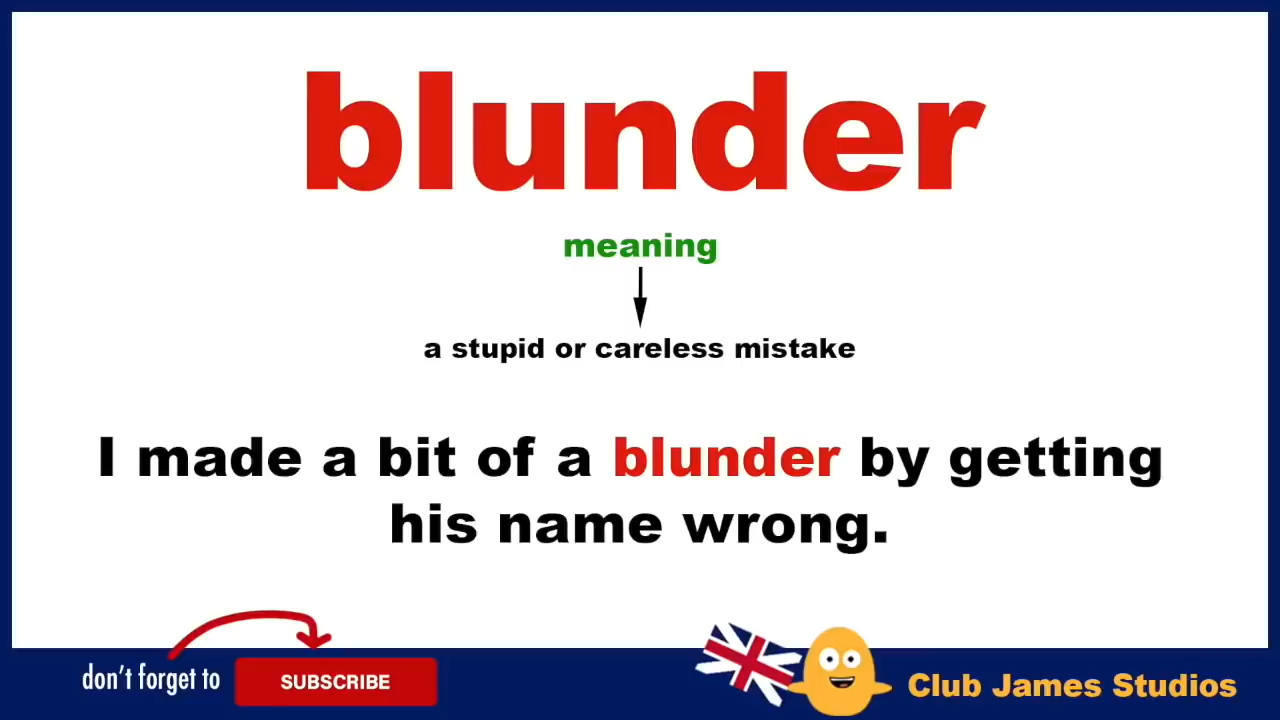 blunder
meaning
a stupid or careless mistake
I made a bit of a blunder by getting
his name wrong.
don't forget to SUBSCRIBE
Club James Studios